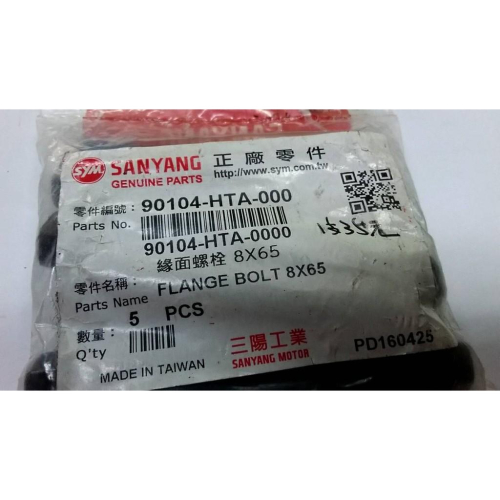 SYM SANYANG 正廠零件
GENUINE PARTS http://www.sym.com.tw
零件編號: 90104-HTA-000
Parts No. 90104-HTA-0000
緣面螺栓 8X65
零件名稱: FLANGE BOLT 8X65
Parts Name
數量: 5 PCS
Q'ty
三陽工業
SANYANG MOTOR
PD160425
MADE IN TAIWAN